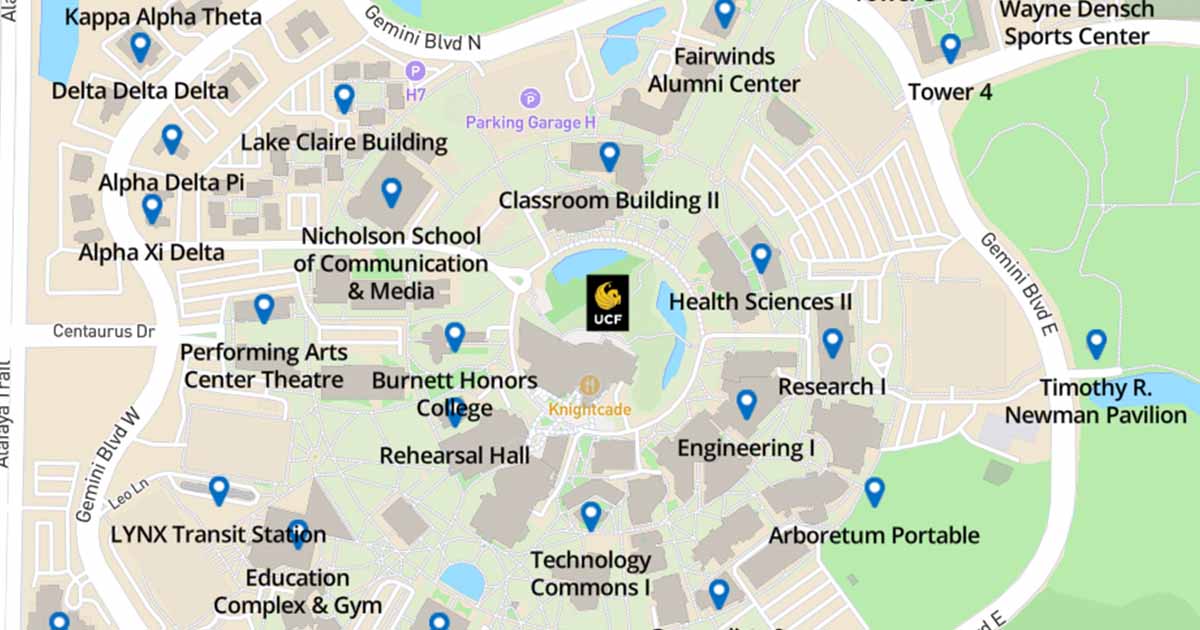 Kappa Alpha Theta
Gemini Blvd N
Wayne Densch
Sports Center
Fairwinds
Alumni Center
Delta Delta Delta
H7
Tower 4
Parking Garage H
Lake Claire Building
Alpha Delta Pi
Classroom Building II
Alpha Xi Delta
Nicholson School
of Communication
& Media
Gemini Blvd E
UCF
Health Sciences II
Centaurus Dr
Performing Arts
Center Theatre
Burnett Honors
College
Knightcade
Research I
Timothy R.
Newman Pavilion
Rehearsal Hall
Engineering I
Gemini Blvd W
Leo Ln
LYNX Transit Station
Arboretum Portable
Technology
Commons I
Education
Complex & Gym